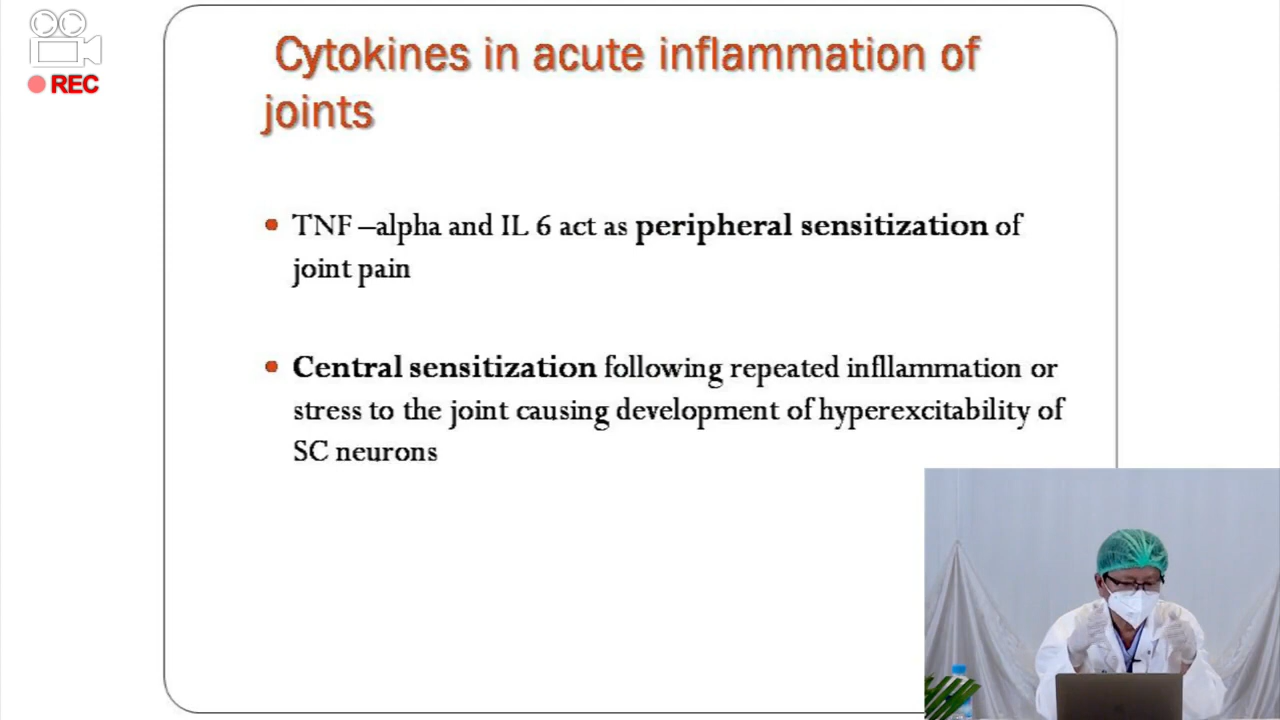 REC
Cytokines in acute inflammation of
joints
• TNF –alpha and IL 6 act as peripheral sensitization of
joint pain
• Central sensitization following repeated infllammation or
stress to the joint causing development of hyperexcitability of
SC neurons